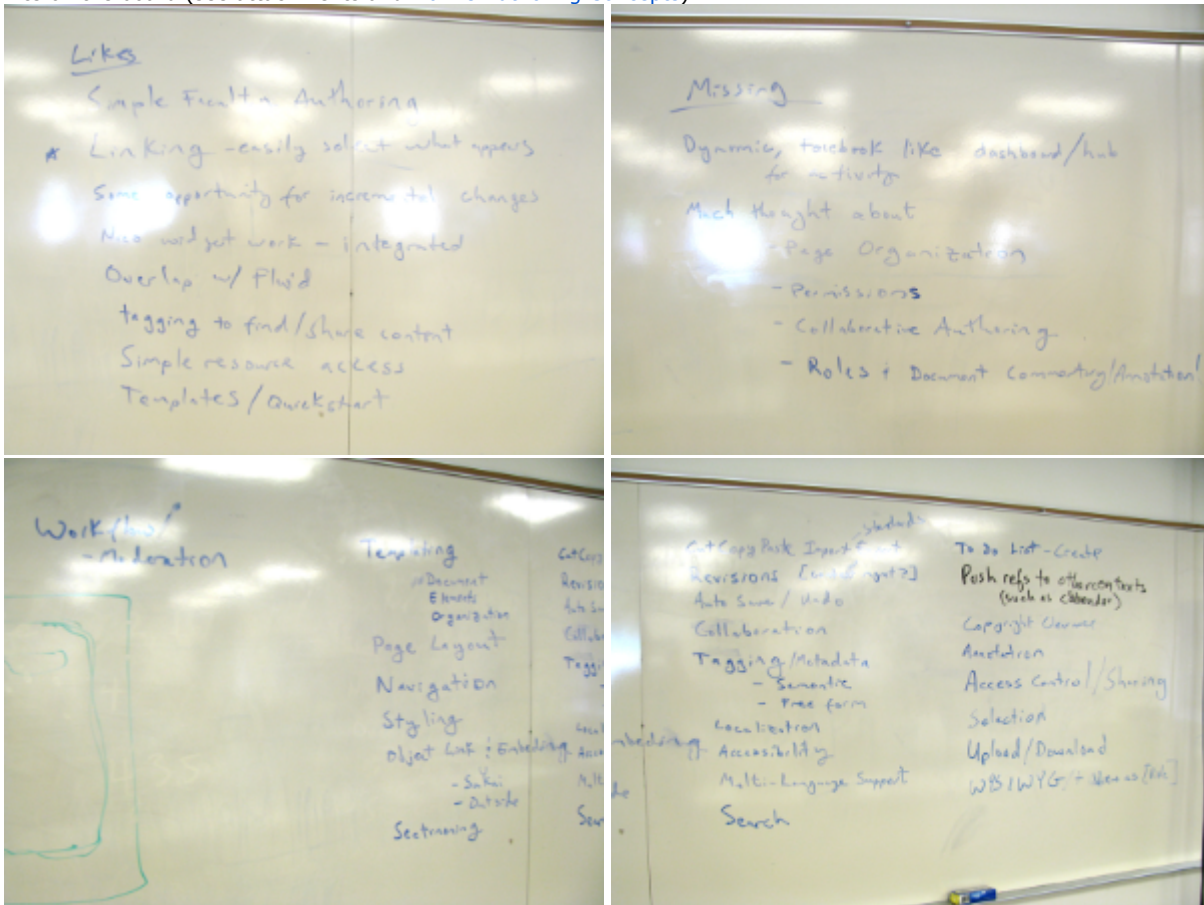 Likes
Simple Faculty Authoring
* Linking - easily select what appears
Some opportunity for incremental changes
Nice widget work - integrated
Overlap w/ Fluid
tagging to find/share content
Simple resource access
Templates/Quickstart
Missing
Dynamic, facebook like dashboard/hub
for activity
Much thought about
- Page Organization
- Permissions
- Collaborative Authoring
- Roles + Document Commentary/Annotation
Workflow/
- Moderation
Templating
Document
Elements
Organization
Page Layout
Navigation
Styling
Object Link & Embedding
- Sakai
- Outside
Sectioning
Cut Copy Paste Import
Revisions
Auto Save / Undo
Collaboration
Tagging/Metadata
- Semantic
- Free form
Localization
Accessibility
Multi-Language Support
Search
To do List - Create
Push refs to other contexts
(such as calendar)
Copyright Clearance
Annotation
Access Control/Sharing
Selection
Upload/Download
WYSIWYG